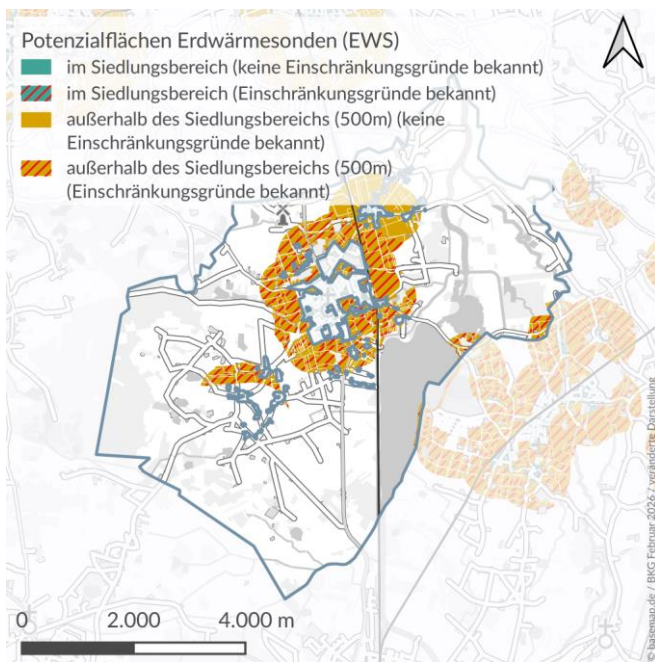 Potenzialflächen Erdwärmesonden (EWS)
im Siedlungsbereich (keine Einschränkungsgründe bekannt)
im Siedlungsbereich (Einschränkungsgründe bekannt)
außerhalb des Siedlungsbereichs (500m) (keine
Einschränkungsgründe bekannt)
außerhalb des Siedlungsbereichs (500m)
(Einschränkungsgründe bekannt)
0 2.000 4.000 m
© basemap.de / BKG Februar 2026 / veränderte Darstellung